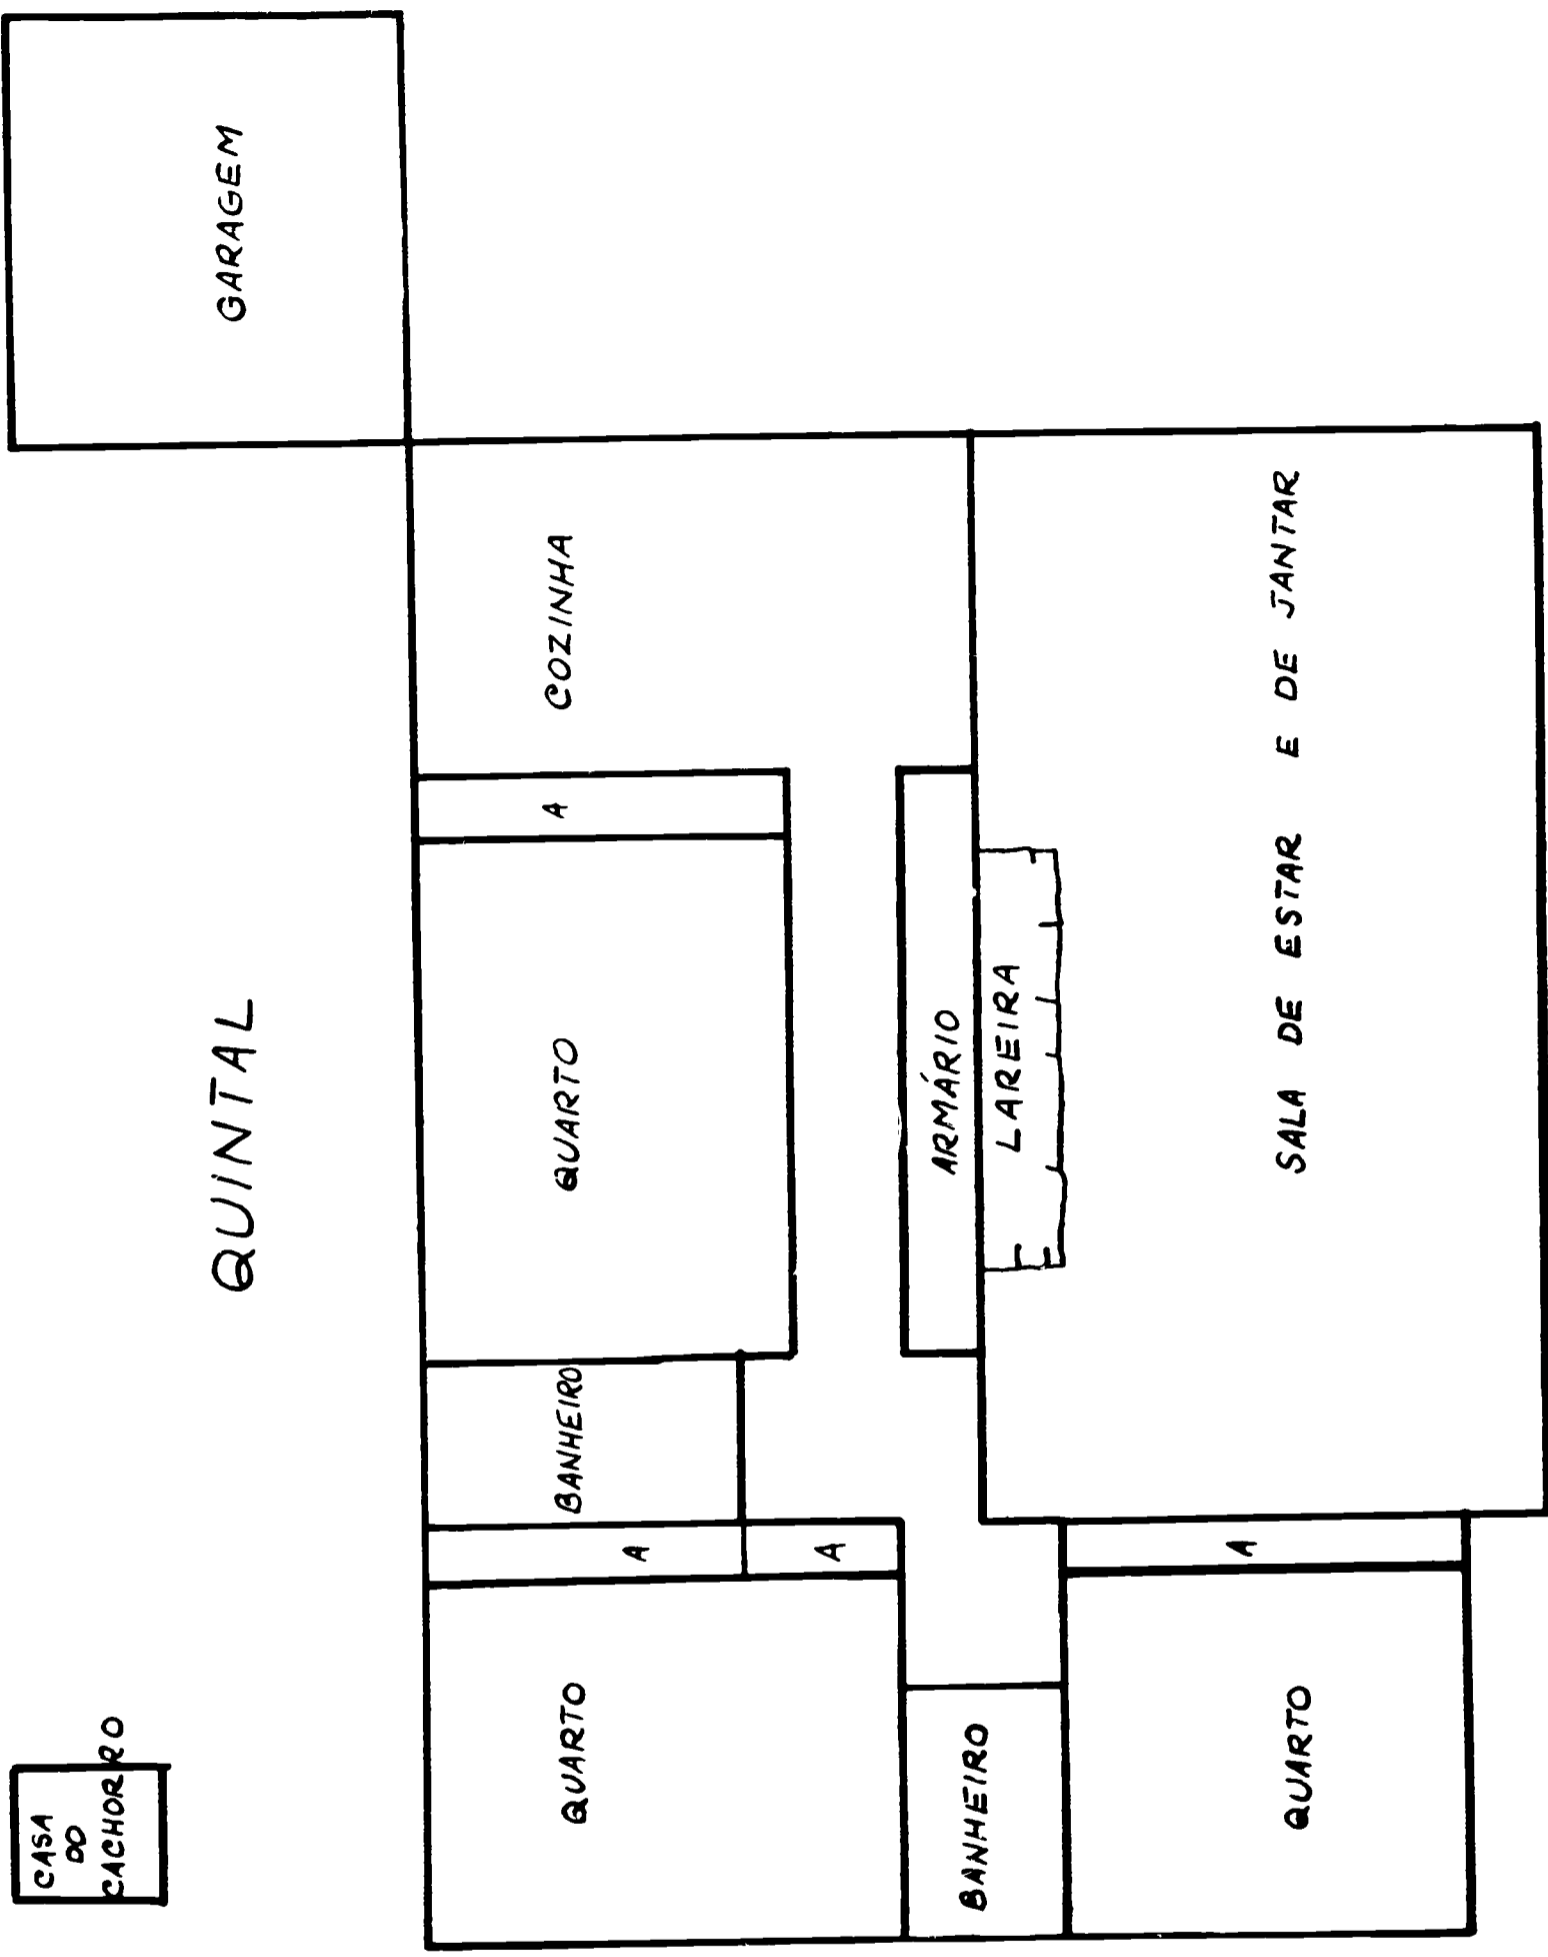 CASA
DO
CACHORRO
QUINTAL
GARAGEM
QUARTO
A
BANHEIRO
QUARTO
A
COZINHA
A
BANHEIRO
ARMÁRIO
LAREIRA
QUARTO
A
SALA DE ESTAR E DE JANTAR